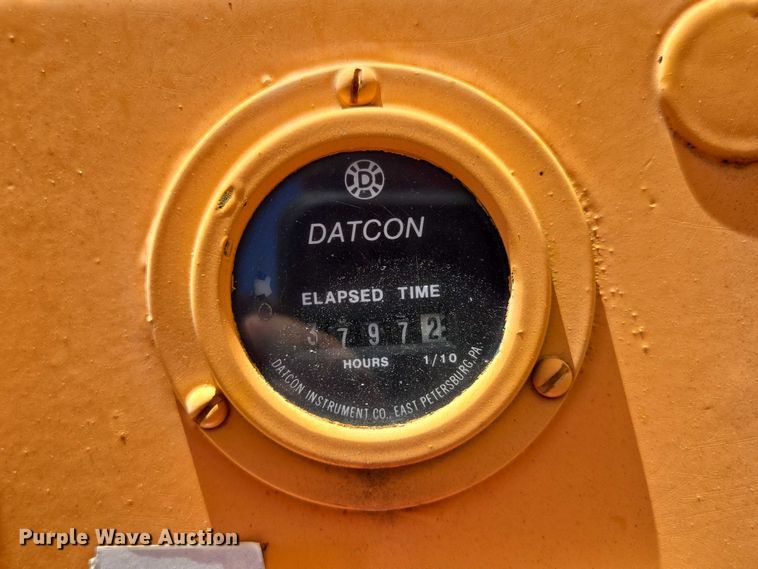 D
DATCON
ELAPSED TIME
37972
HOURS 1/10
DATCON INSTRUMENT CO., EAST PETERSBURG, PA.
Purple Wave Auction